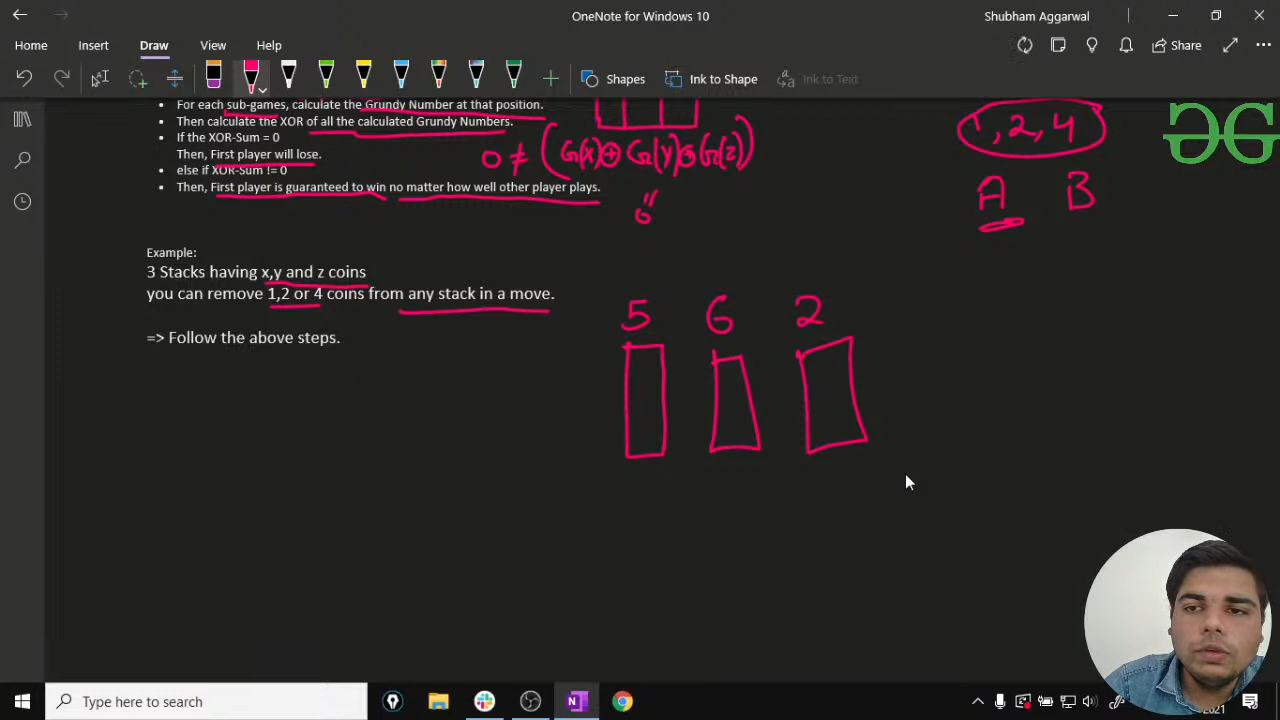 OneNote for Windows 10
Shubham Aggarwal
Home Insert Draw View Help
Share
Shapes
Ink to Shape
Ink to Text
• For each sub-games, calculate the Grundy Number at that position.
• Then calculate the XOR of all the calculated Grundy Numbers.
• If the XOR-Sum = 0
Then, First player will lose.
• else if XOR-Sum != 0
• Then, First player is guaranteed to win no matter how well other player plays.
1, 2, 4
A B
Example:
3 Stacks having x,y and z coins
you can remove 1,2 or 4 coins from any stack in a move.
=> Follow the above steps.
5 6 2
Type here to search
2021